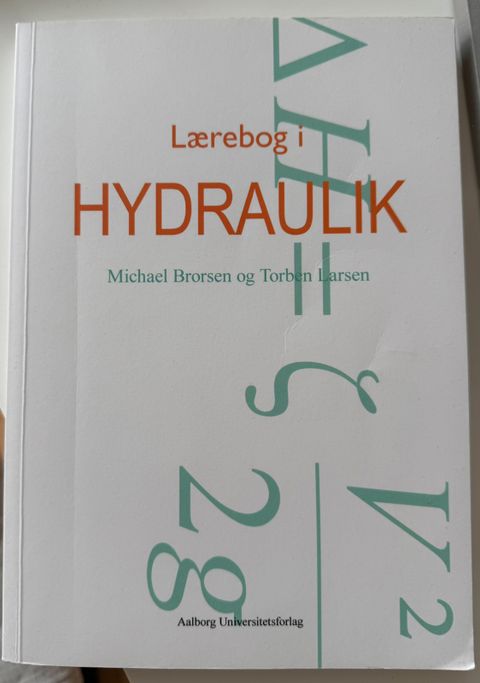 Lærebog i
HYDRAULIK
Michael Brorsen og Torben Larsen
ΔH = ζ V² / 2g
Aalborg Universitetsforlag